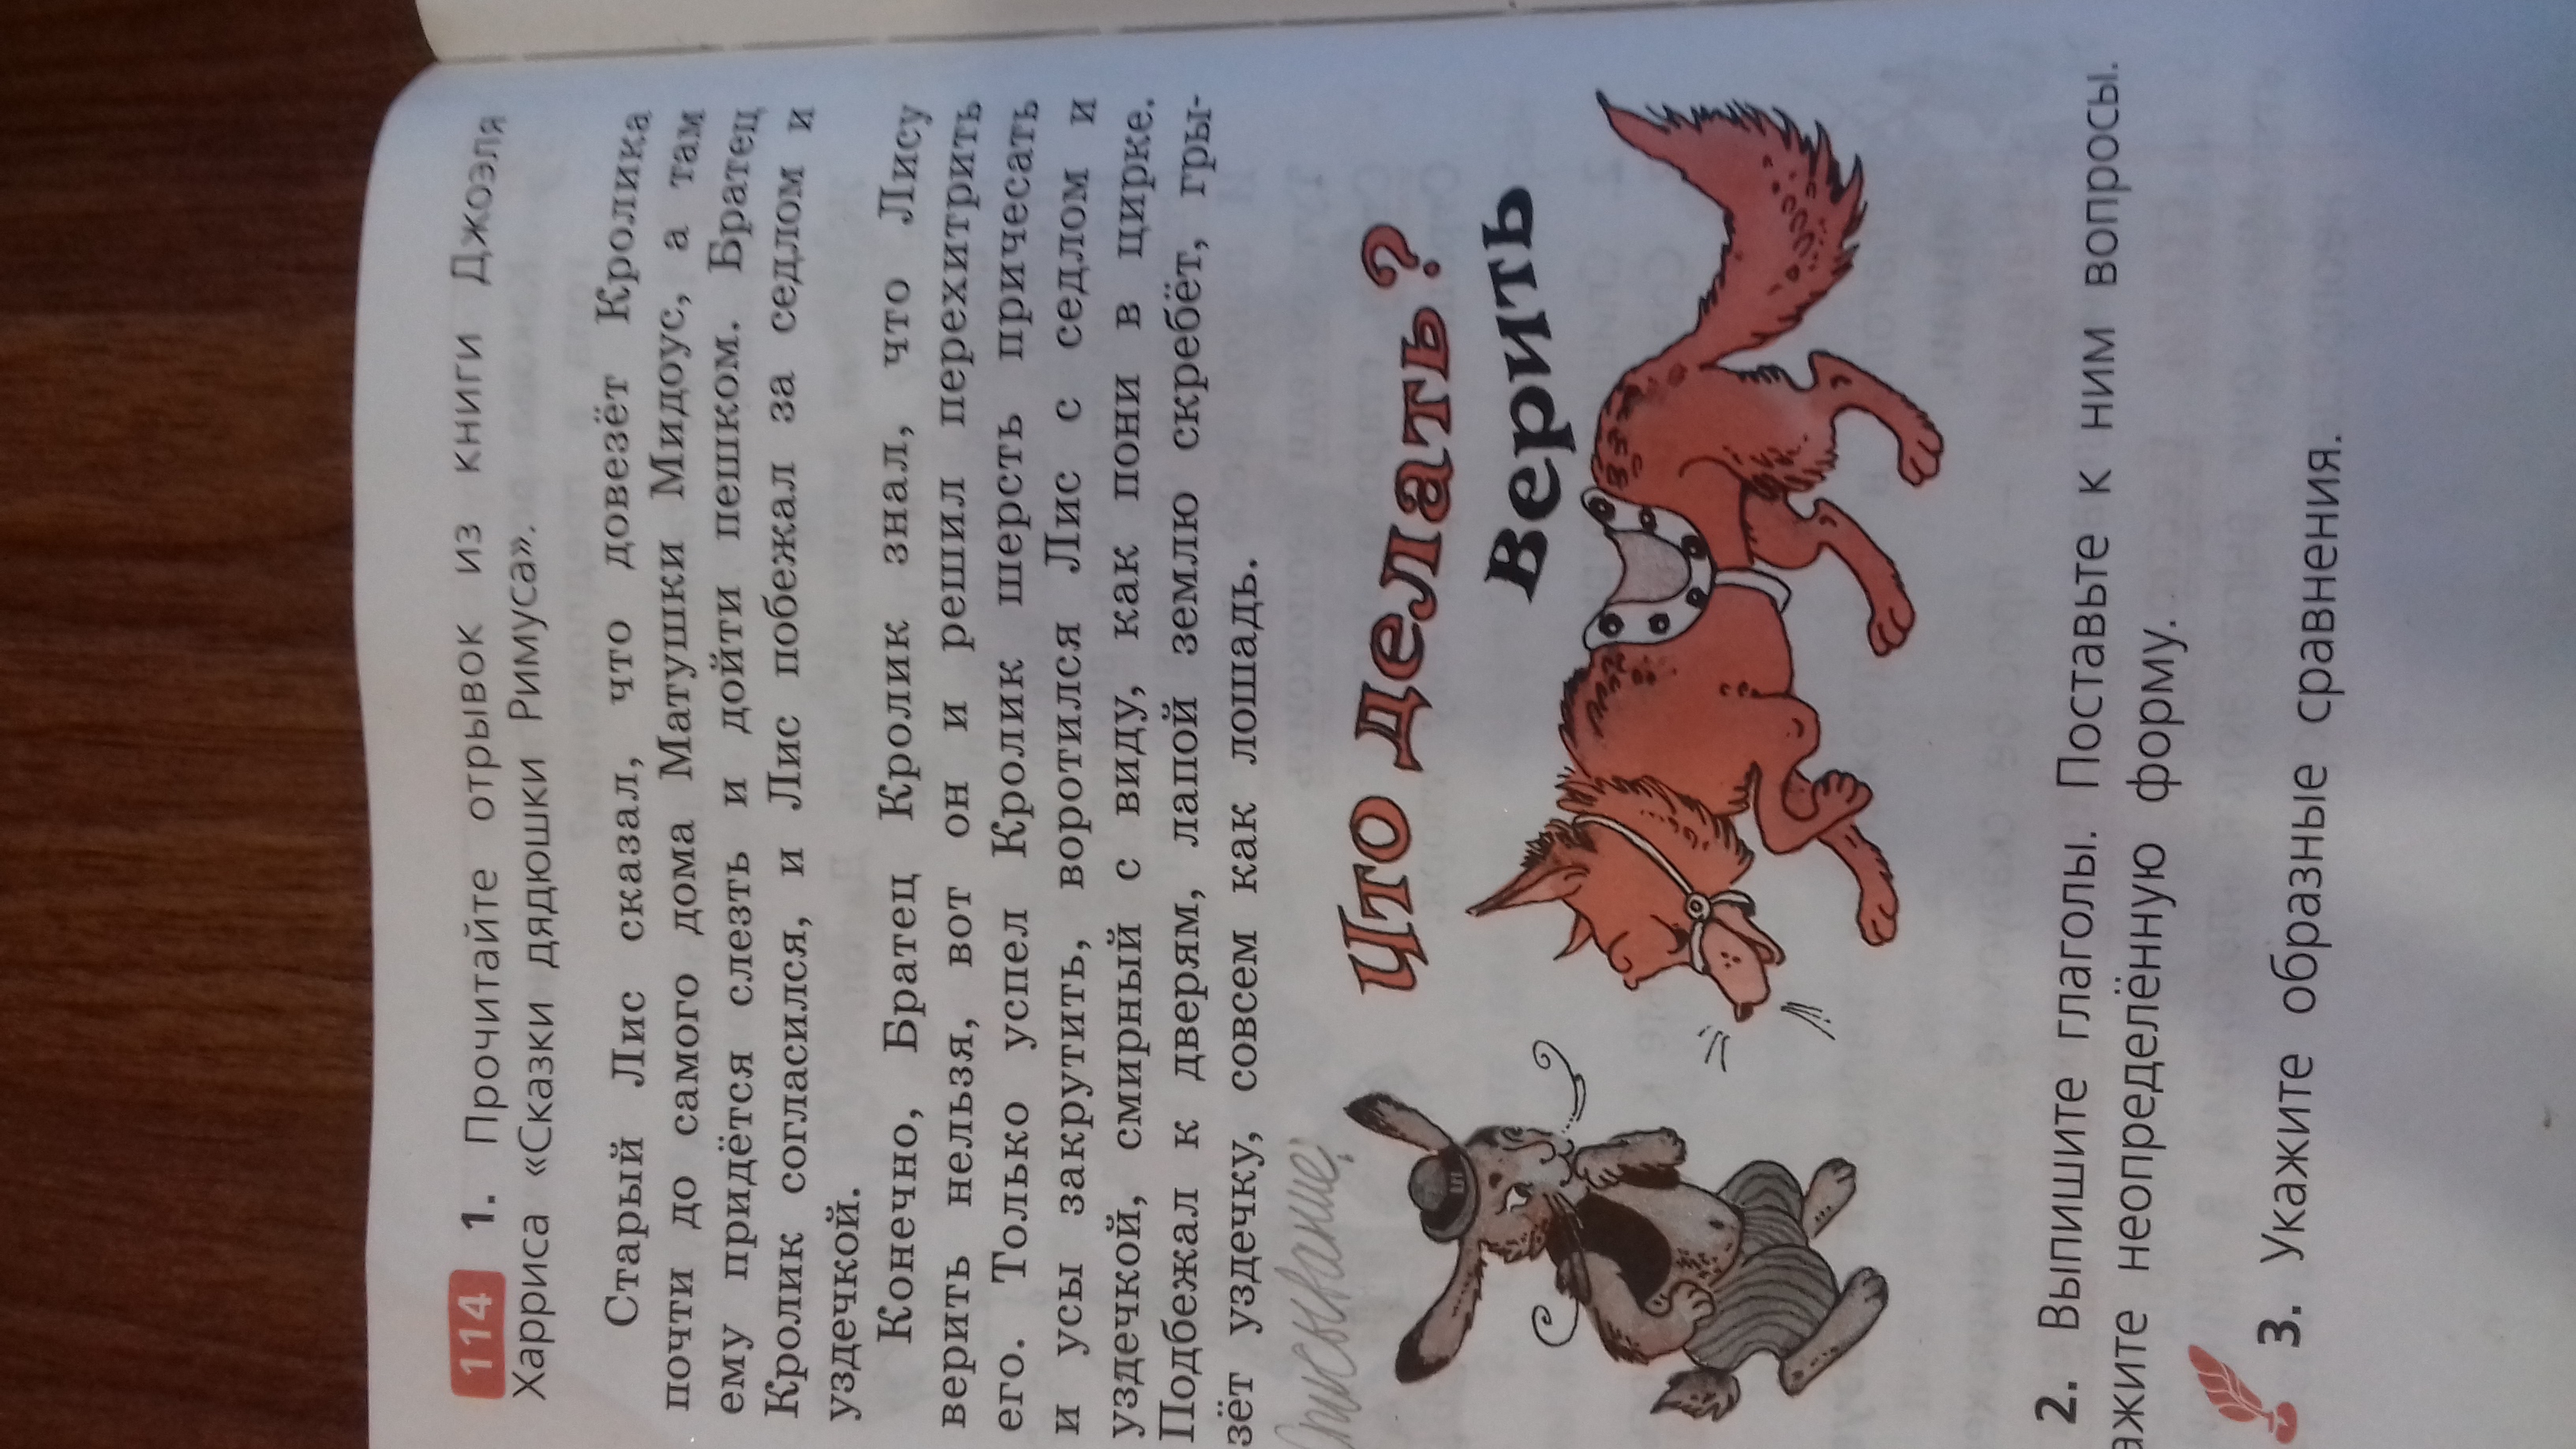 114 1. Прочитайте отрывок из книги Джоэля
Харриса «Сказки дядюшки Римуса».
Старый Лис сказал, что довезёт Кролика
почти до самого дома Матушки Мидоус, а там
ему придётся слезть и дойти пешком. Братец
Кролик согласился, и Лис побежал за седлом и
уздечкой.
Конечно, Братец Кролик знал, что Лису
верить нельзя, вот он и решил перехитрить
его. Только успел Кролик шерсть причесать
и усы закрутить, воротился Лис с седлом и
уздечкой, смирный с виду, как пони в цирке.
Подбежал к дверям, лапой землю скребёт, гры-
зёт уздечку, совсем как лошадь.
Что делать?
верить
2. Выпишите глаголы. Поставьте к ним вопросы.
неопределённую форму.
3. Укажите образные сравнения.